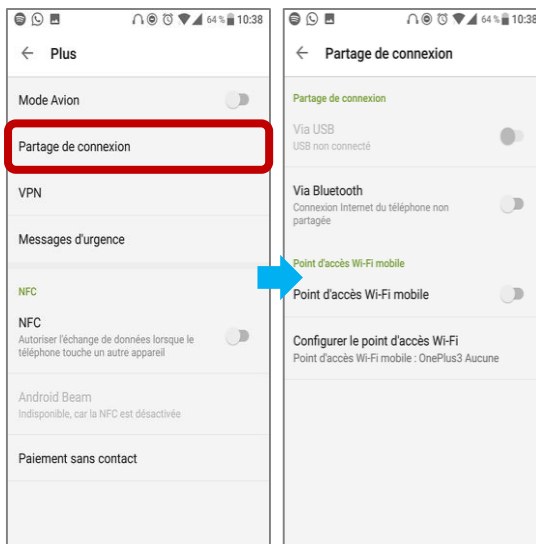 64 % 10:38
Plus
Mode Avion
Partage de connexion
VPN
Messages d'urgence
NFC
NFC
Autoriser l'échange de données lorsque le
téléphone touche un autre appareil
Android Beam
Indisponible, car la NFC est désactivée
Paiement sans contact
64 % 10:38
Partage de connexion
Partage de connexion
Via USB
USB non connecté
Via Bluetooth
Connexion Internet du téléphone non
partagée
Point d'accès Wi-Fi mobile
Point d'accès Wi-Fi mobile
Configurer le point d'accès Wi-Fi
Point d'accès Wi-Fi mobile : OnePlus3 Aucune